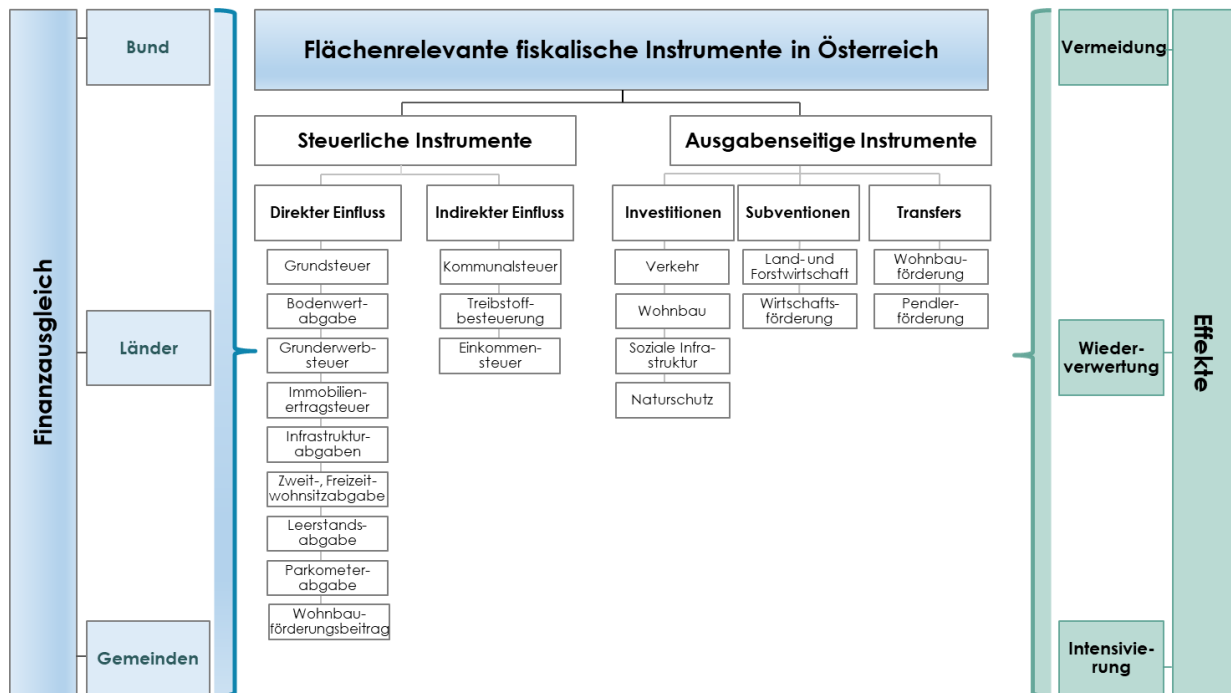 Finanzausgleich
Bund
Länder
Gemeinden
Flächenrelevante fiskalische Instrumente in Österreich
Steuerliche Instrumente
Direkter Einfluss
Grundsteuer
Bodenwert-
abgabe
Grunderwerb-
steuer
Immobilien-
ertragsteuer
Infrastruktur-
abgaben
Zweit-, Freizeit-
wohnsitzabgabe
Leerstands-
abgabe
Parkometer-
abgabe
Wohnbau-
förderungsbeitrag
Indirekter Einfluss
Kommunalsteuer
Treibstoff-
besteuerung
Einkommen-
steuer
Ausgabenseitige Instrumente
Investitionen
Verkehr
Wohnbau
Soziale Infra-
struktur
Naturschutz
Subventionen
Land- und
Forstwirtschaft
Wirtschafts-
förderung
Transfers
Wohnbau-
förderung
Pendler-
förderung
Vermeidung
Wieder-
verwertung
Intensivie-
rung
Effekte